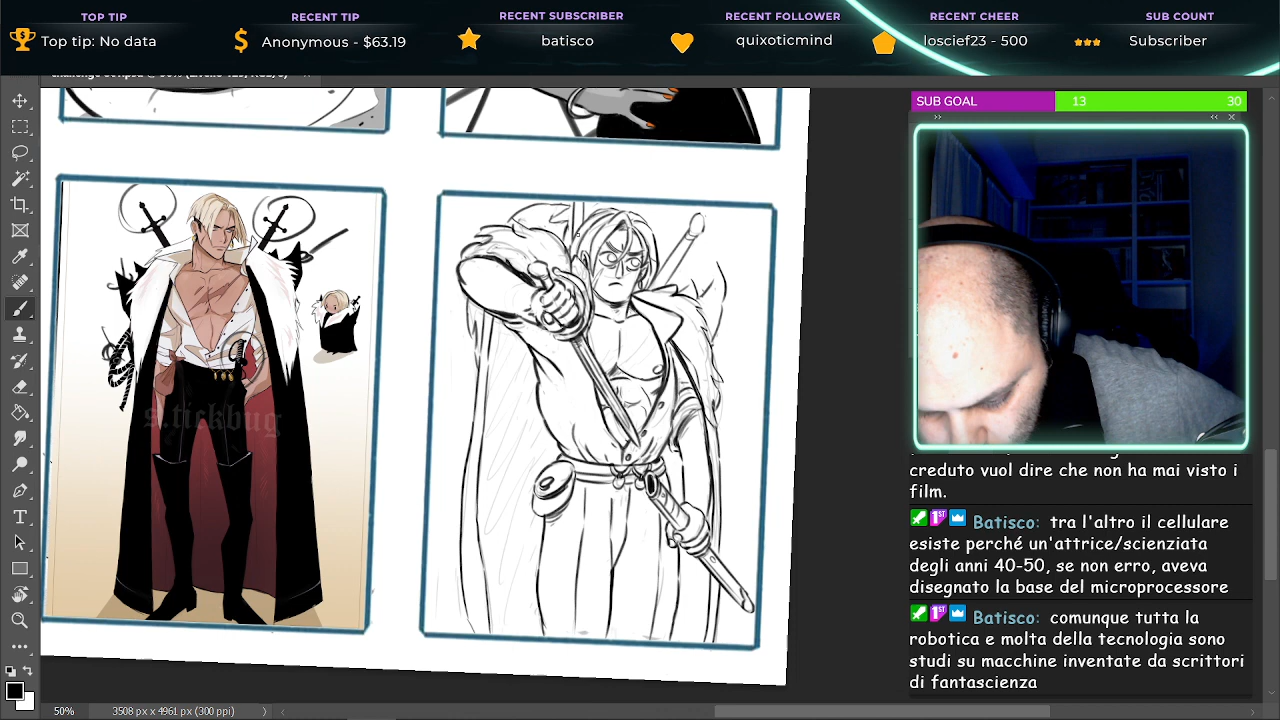 TOP TIP
Top tip: No data
RECENT TIP
Anonymous - $63.19
RECENT SUBSCRIBER
batisco
RECENT FOLLOWER
quixoticmind
RECENT CHEER
loscief23 - 500
SUB COUNT
Subscriber
SUB GOAL
13
30
s.tickbug
creduto vuol dire che non ha mai visto i
film.
Batisco: tra l'altro il cellulare
esiste perché un'attrice/scienziata
degli anni 40-50, se non erro, aveva
disegnato la base del microprocessore
Batisco: comunque tutta la
robotica e molta della tecnologia sono
studi su macchine inventate da scrittori
di fantascienza
50%
3508 px x 4961 px (300 ppi)